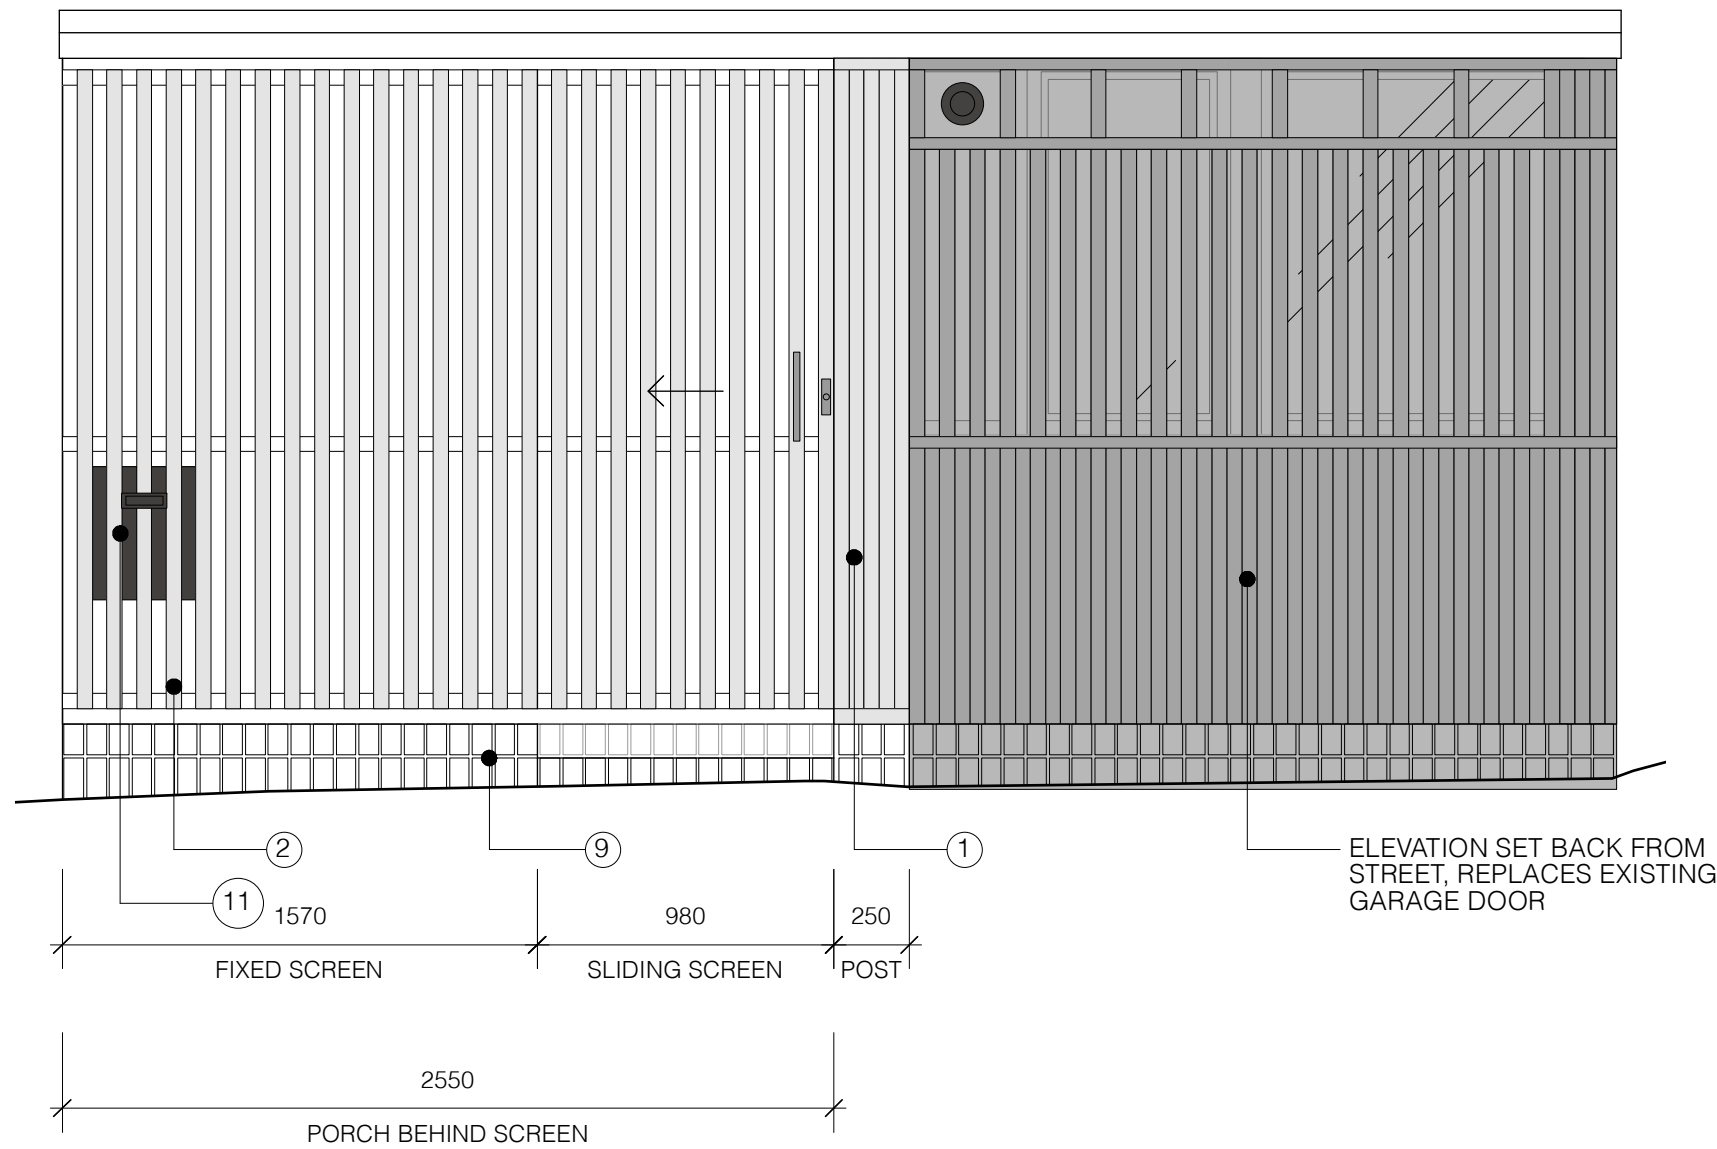 2
9
1
ELEVATION SET BACK FROM
STREET, REPLACES EXISTING
GARAGE DOOR
11
1570
980
250
FIXED SCREEN
SLIDING SCREEN
POST
2550
PORCH BEHIND SCREEN